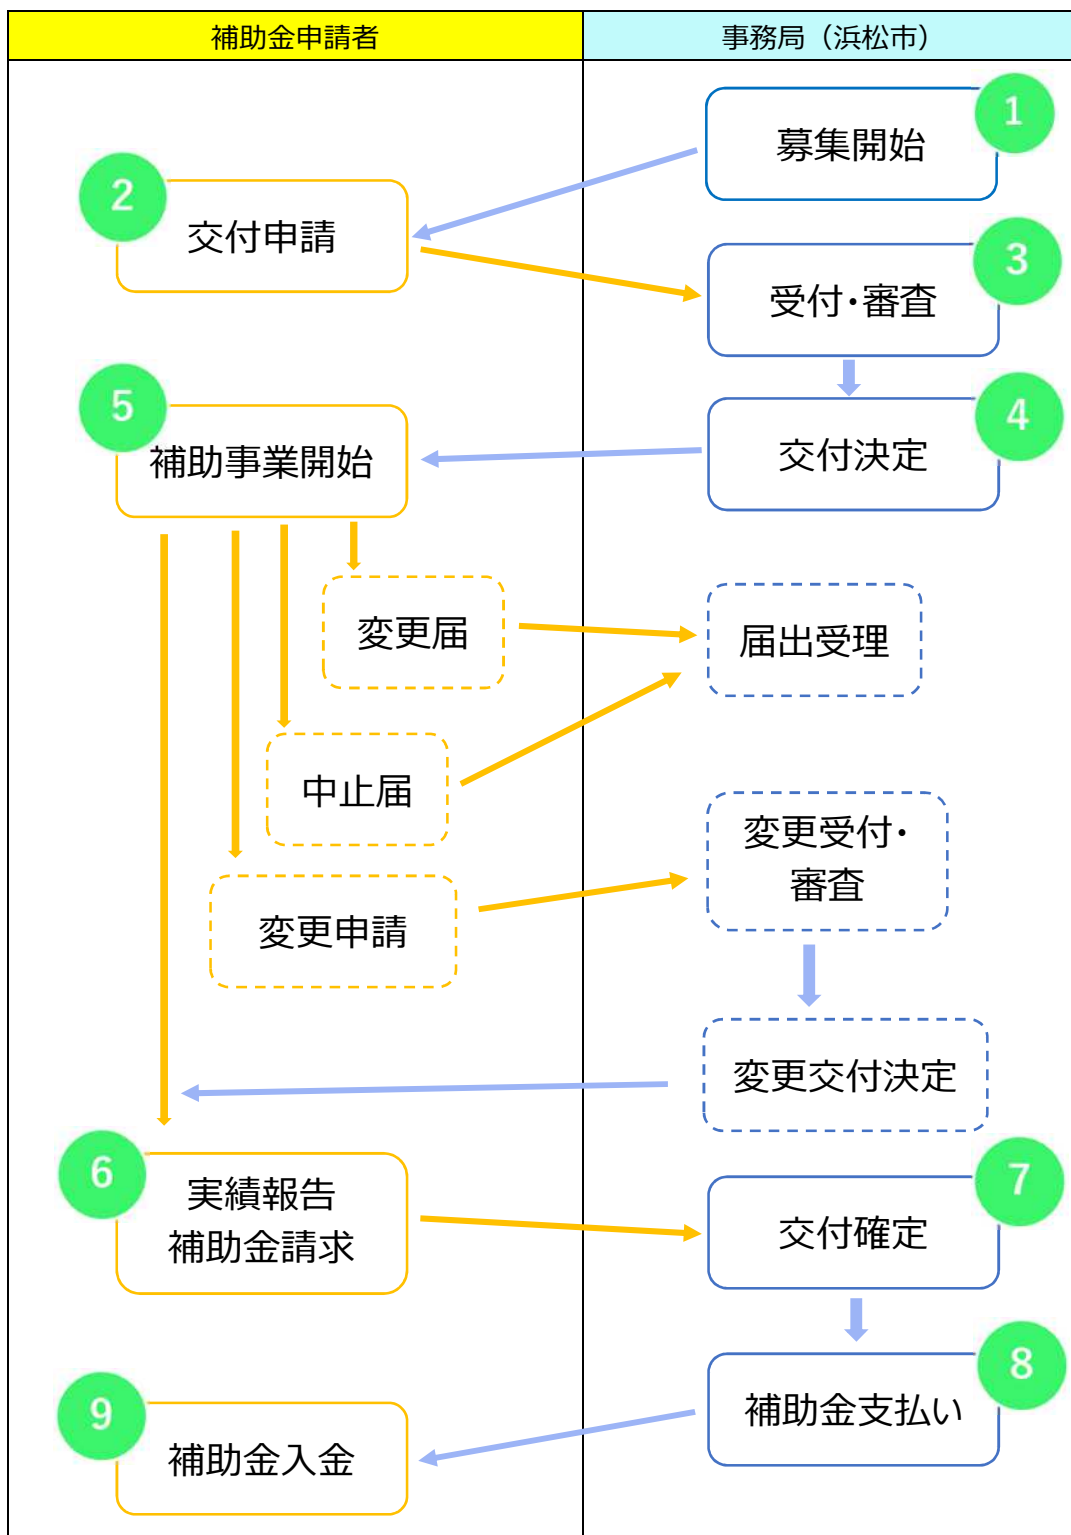 補助金申請者
事務局（浜松市）
1
募集開始
2
交付申請
3
受付・審査
4
交付決定
5
補助事業開始
変更届
届出受理
中止届
変更受付・
審査
変更申請
変更交付決定
6
実績報告
補助金請求
7
交付確定
8
補助金支払い
9
補助金入金